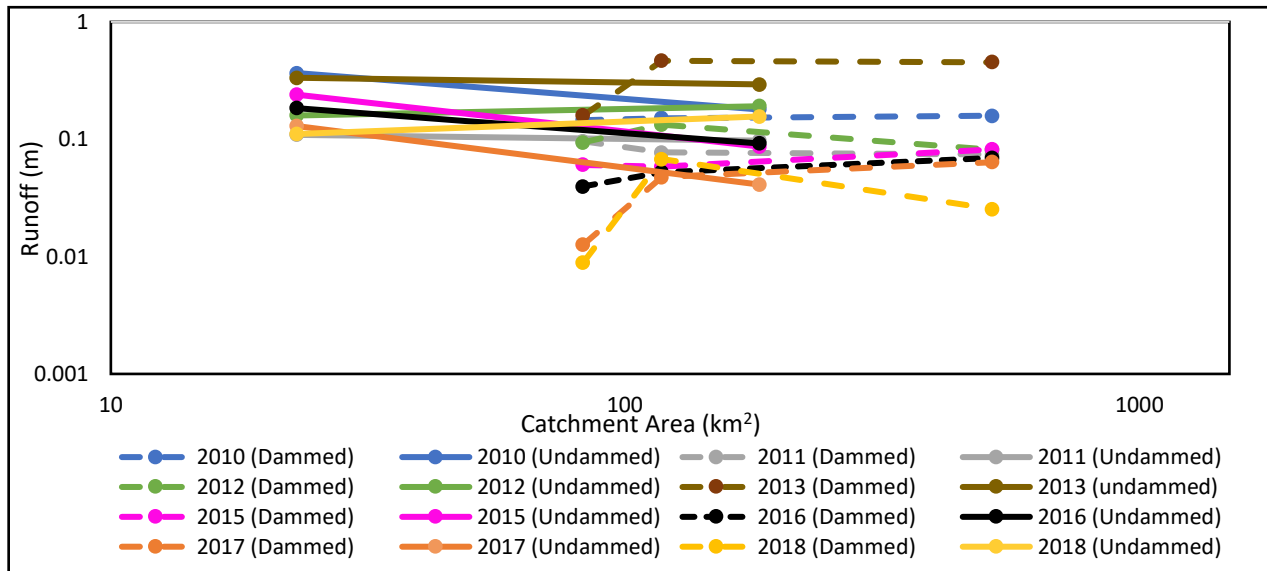 1
0.1
0.01
0.001
Runoff (m)
10 100 1000
Catchment Area (km²)
2010 (Dammed) 2010 (Undammed) 2011 (Dammed) 2011 (Undammed)
2012 (Dammed) 2012 (Undammed) 2013 (Dammed) 2013 (undammed)
2015 (Dammed) 2015 (Undammed) 2016 (Dammed) 2016 (Undammed)
2017 (Dammed) 2017 (Undammed) 2018 (Dammed) 2018 (Undammed)